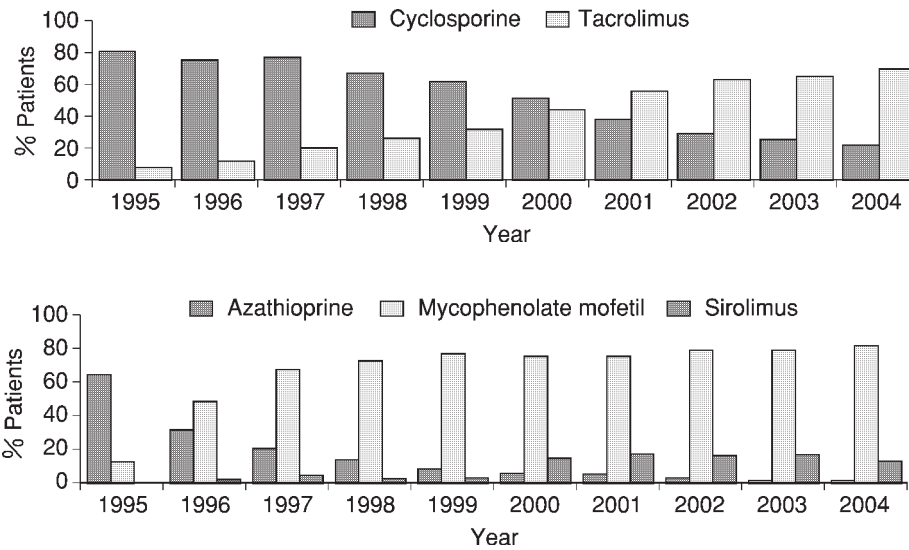 Cyclosporine Tacrolimus
100
80
60
40
20
0
% Patients
1995 1996 1997 1998 1999 2000 2001 2002 2003 2004
Year
Azathioprine Mycophenolate mofetil Sirolimus
100
80
60
40
20
0
% Patients
1995 1996 1997 1998 1999 2000 2001 2002 2003 2004
Year